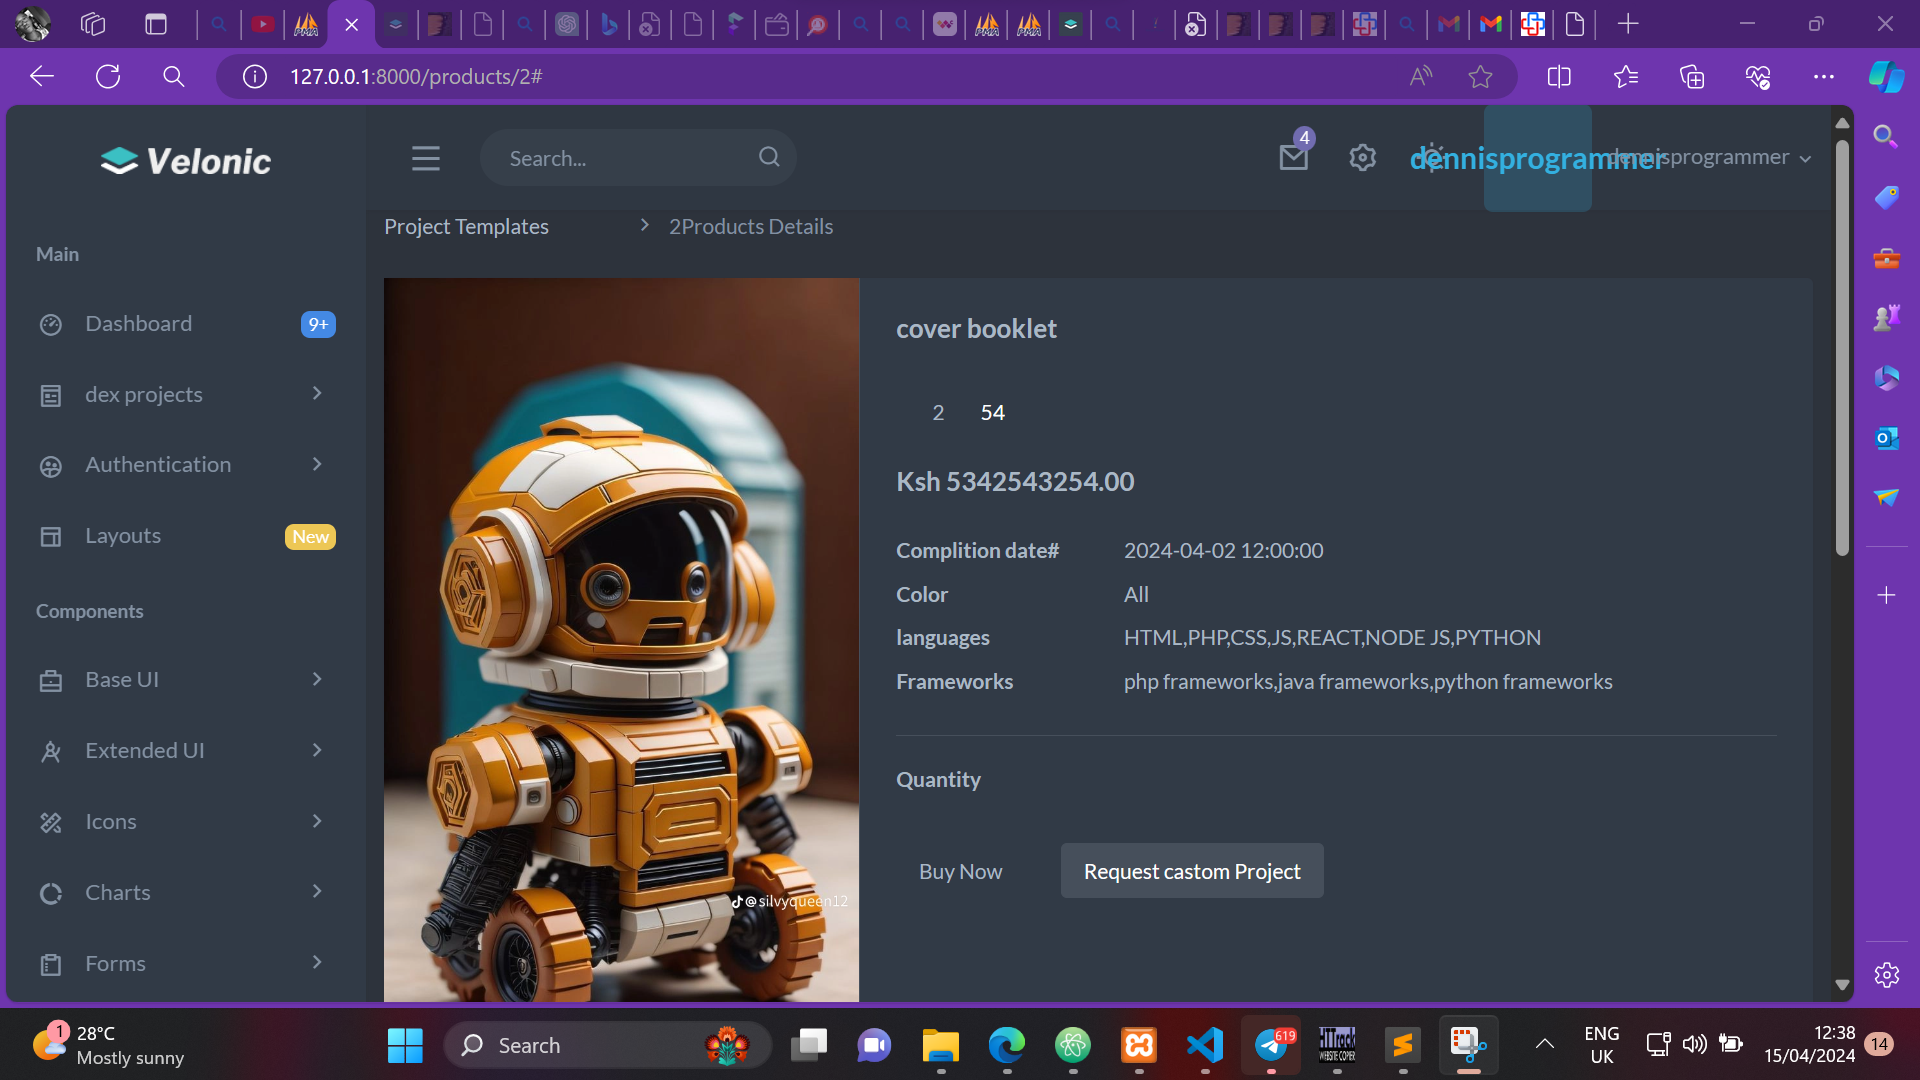 127.0.0.1:8000/products/2#
Velonic
Search...
4
dennisprogrammer
dennisprogrammer
Project Templates
2Products Details
Main
Dashboard
9+
dex projects
Authentication
Layouts
New
Components
Base UI
Extended UI
Icons
Charts
Forms
@silvyqueen12
cover booklet
2 54
Ksh 5342543254.00
Complition date# 2024-04-02 12:00:00
Color All
languages HTML,PHP,CSS,JS,REACT,NODE JS,PYTHON
Frameworks php frameworks,java frameworks,python frameworks
Quantity
Buy Now
Request castom Project
1
28°C
Mostly sunny
Search
619
HTTrack
WEBSITE COPIER
ENG
UK
12:38
15/04/2024
14